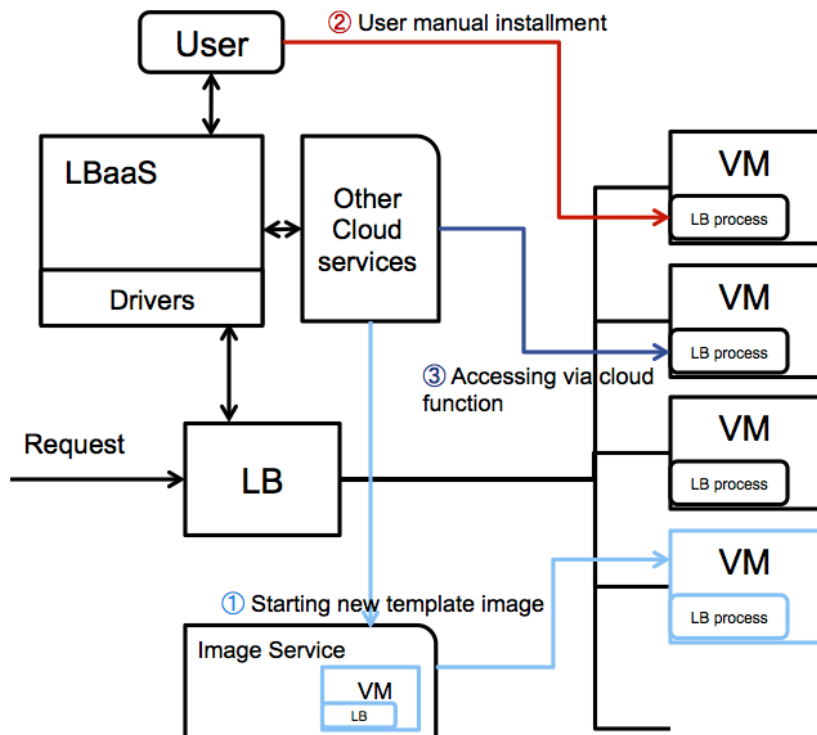 ② User manual installment
User
LBaaS
Other
Cloud
services
Drivers
VM
LB process
VM
LB process
③ Accessing via cloud
function
Request
LB
VM
LB process
① Starting new template image
VM
LB process
Image Service
VM
LB